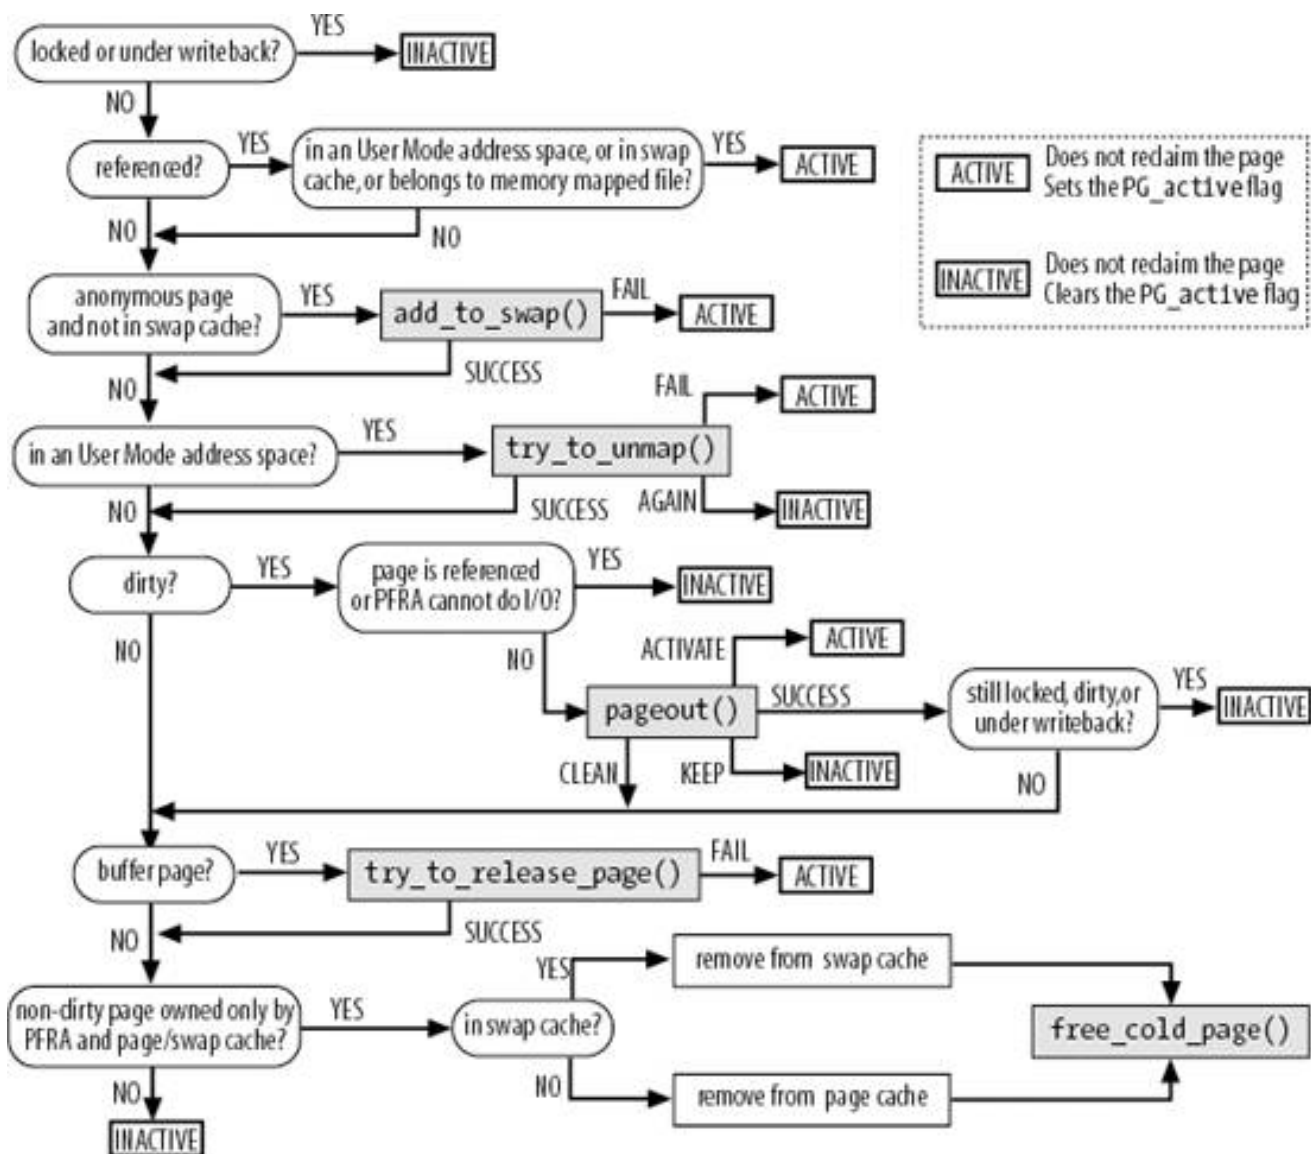 YES
locked or under writeback?
INACTIVE
NO
referenced?
YES
in an User Mode address space, or in swap
cache, or belongs to memory mapped file?
YES
ACTIVE
NO
NO
ACTIVE
Does not reclaim the page
Sets the PG_active flag
INACTIVE
Does not reclaim the page
Clears the PG_active flag
anonymous page
and not in swap cache?
YES
add_to_swap()
FAIL
ACTIVE
NO
SUCCESS
in an User Mode address space?
YES
try_to_unmap()
FAIL
ACTIVE
NO
SUCCESS
AGAIN
INACTIVE
dirty?
YES
page is referenced
or PFRA cannot do I/O?
YES
INACTIVE
NO
NO
ACTIVATE
ACTIVE
pageout()
SUCCESS
still locked, dirty, or
under writeback?
YES
INACTIVE
CLEAN
KEEP
INACTIVE
NO
buffer page?
YES
try_to_release_page()
FAIL
ACTIVE
NO
SUCCESS
non-dirty page owned only by
PFRA and page/swap cache?
YES
in swap cache?
YES
remove from swap cache
free_cold_page()
NO
remove from page cache
NO
INACTIVE